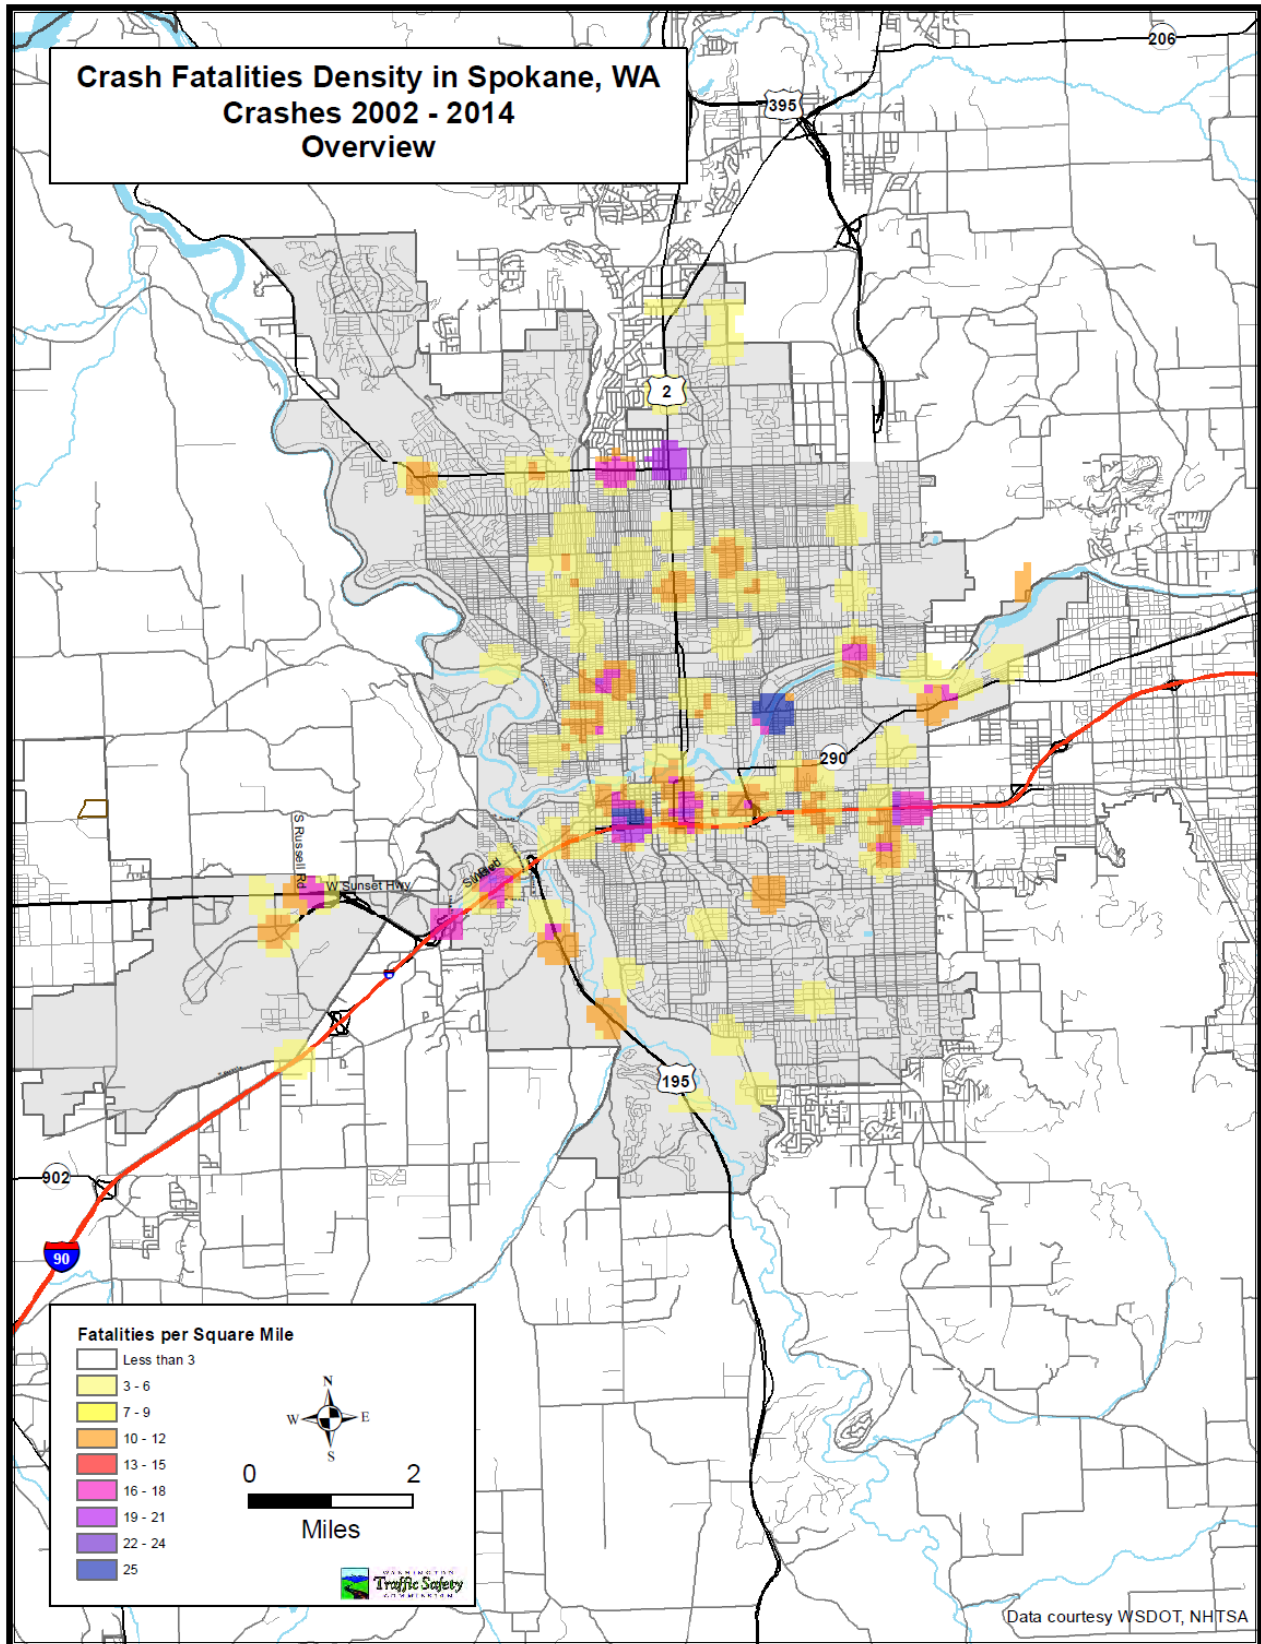 206
Crash Fatalities Density in Spokane, WA
Crashes 2002 - 2014
Overview
395
2
290
S Russell Rd
W Sunset Hwy
195
902
90
Fatalities per Square Mile
Less than 3
3 - 6
7 - 9
10 - 12
13 - 15
16 - 18
19 - 21
22 - 24
25
N
W E
S
0 2
Miles
WASHINGTON
Traffic Safety
COMMISSION
Data courtesy WSDOT, NHTSA